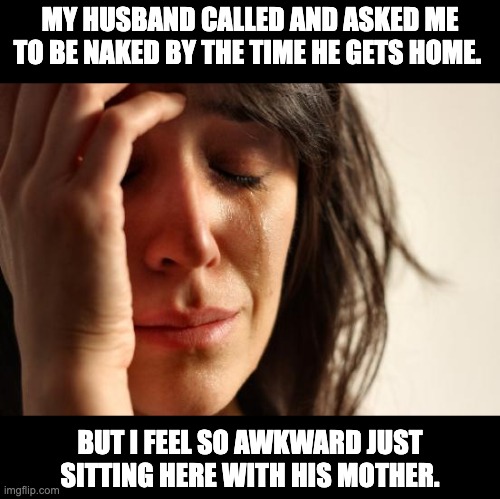 MY HUSBAND CALLED AND ASKED ME
TO BE NAKED BY THE TIME HE GETS HOME.
BUT I FEEL SO AWKWARD JUST
SITTING HERE WITH HIS MOTHER.
imgflip.com